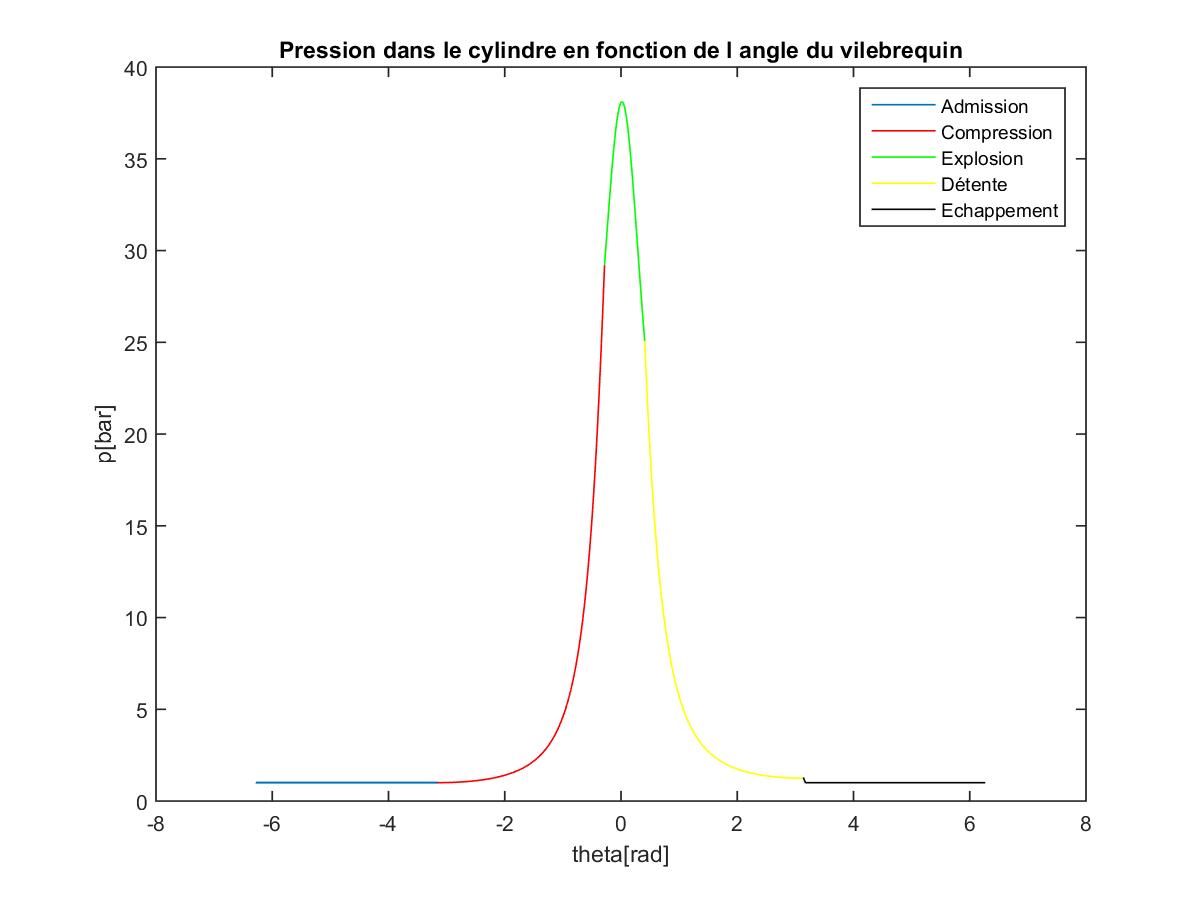 Pression dans le cylindre en fonction de l angle du vilebrequin
40
35
30
25
20
15
10
5
0
p[bar]
Admission
Compression
Explosion
Détente
Echappement
-8
-6
-4
-2
0
2
4
6
8
theta[rad]